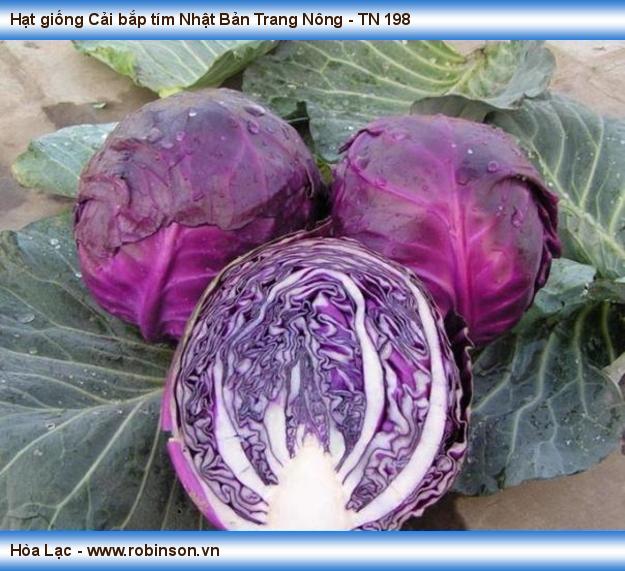 Hạt giống Cải bắp tím Nhật Bản Trang Nông - TN 198
Hòa Lạc - www.robinson.vn